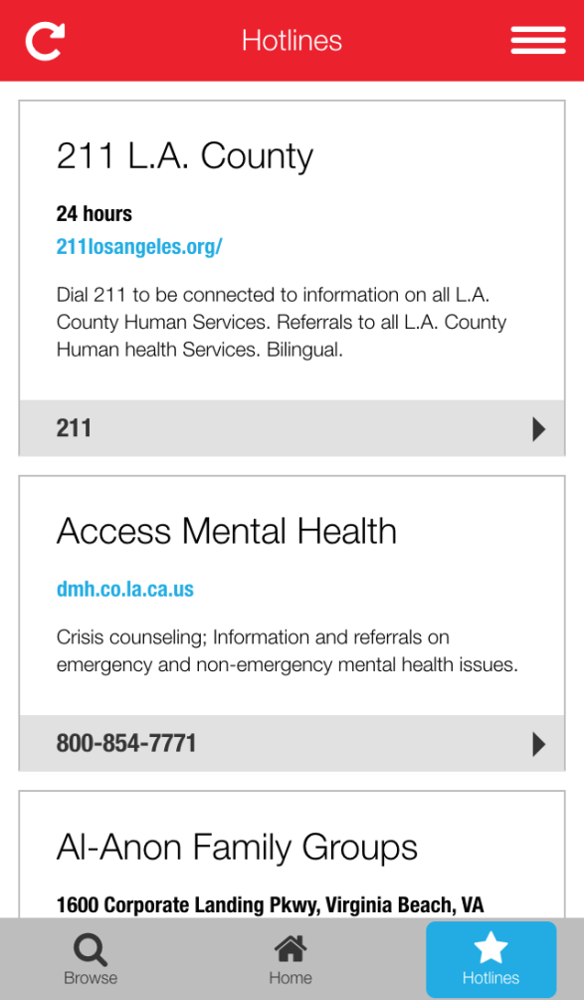 Hotlines
211 L.A. County
24 hours
211losangeles.org/
Dial 211 to be connected to information on all L.A.
County Human Services. Referrals to all L.A. County
Human health Services. Bilingual.
211
Access Mental Health
dmh.co.la.ca.us
Crisis counseling; Information and referrals on
emergency and non-emergency mental health issues.
800-854-7771
Al-Anon Family Groups
1600 Corporate Landing Pkwy, Virginia Beach, VA
Browse
Home
Hotlines